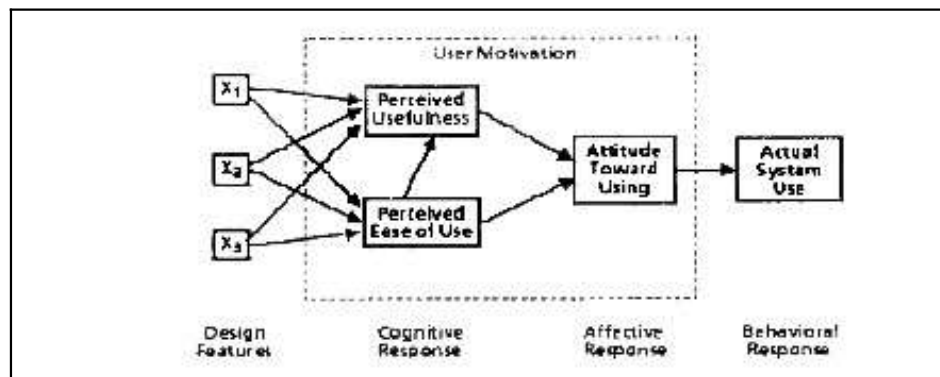 User Motivation
X1
Perceived
Usefulness
X2
Attitude
Toward
Using
Actual
System
Use
X3
Perceived
Ease of Use
Design
Features
Cognitive
Response
Affective
Response
Behavioral
Response